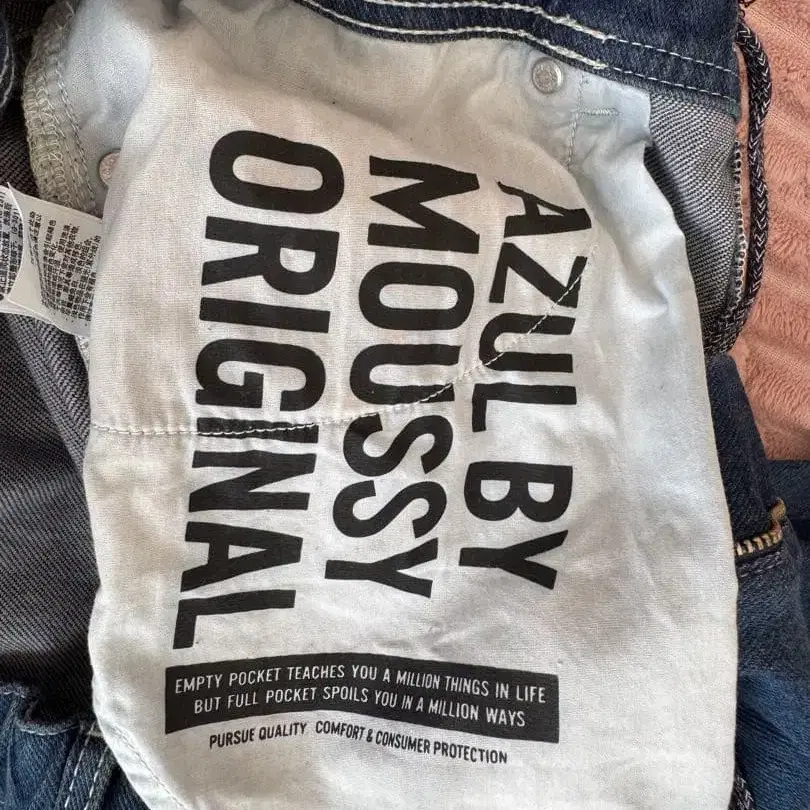 AZUL BY
MOUSSY
ORIGINAL
EMPTY POCKET TEACHES YOU A MILLION THINGS IN LIFE
BUT FULL POCKET SPOILS YOU IN A MILLION WAYS
PURSUE QUALITY COMFORT & CONSUMER PROTECTION